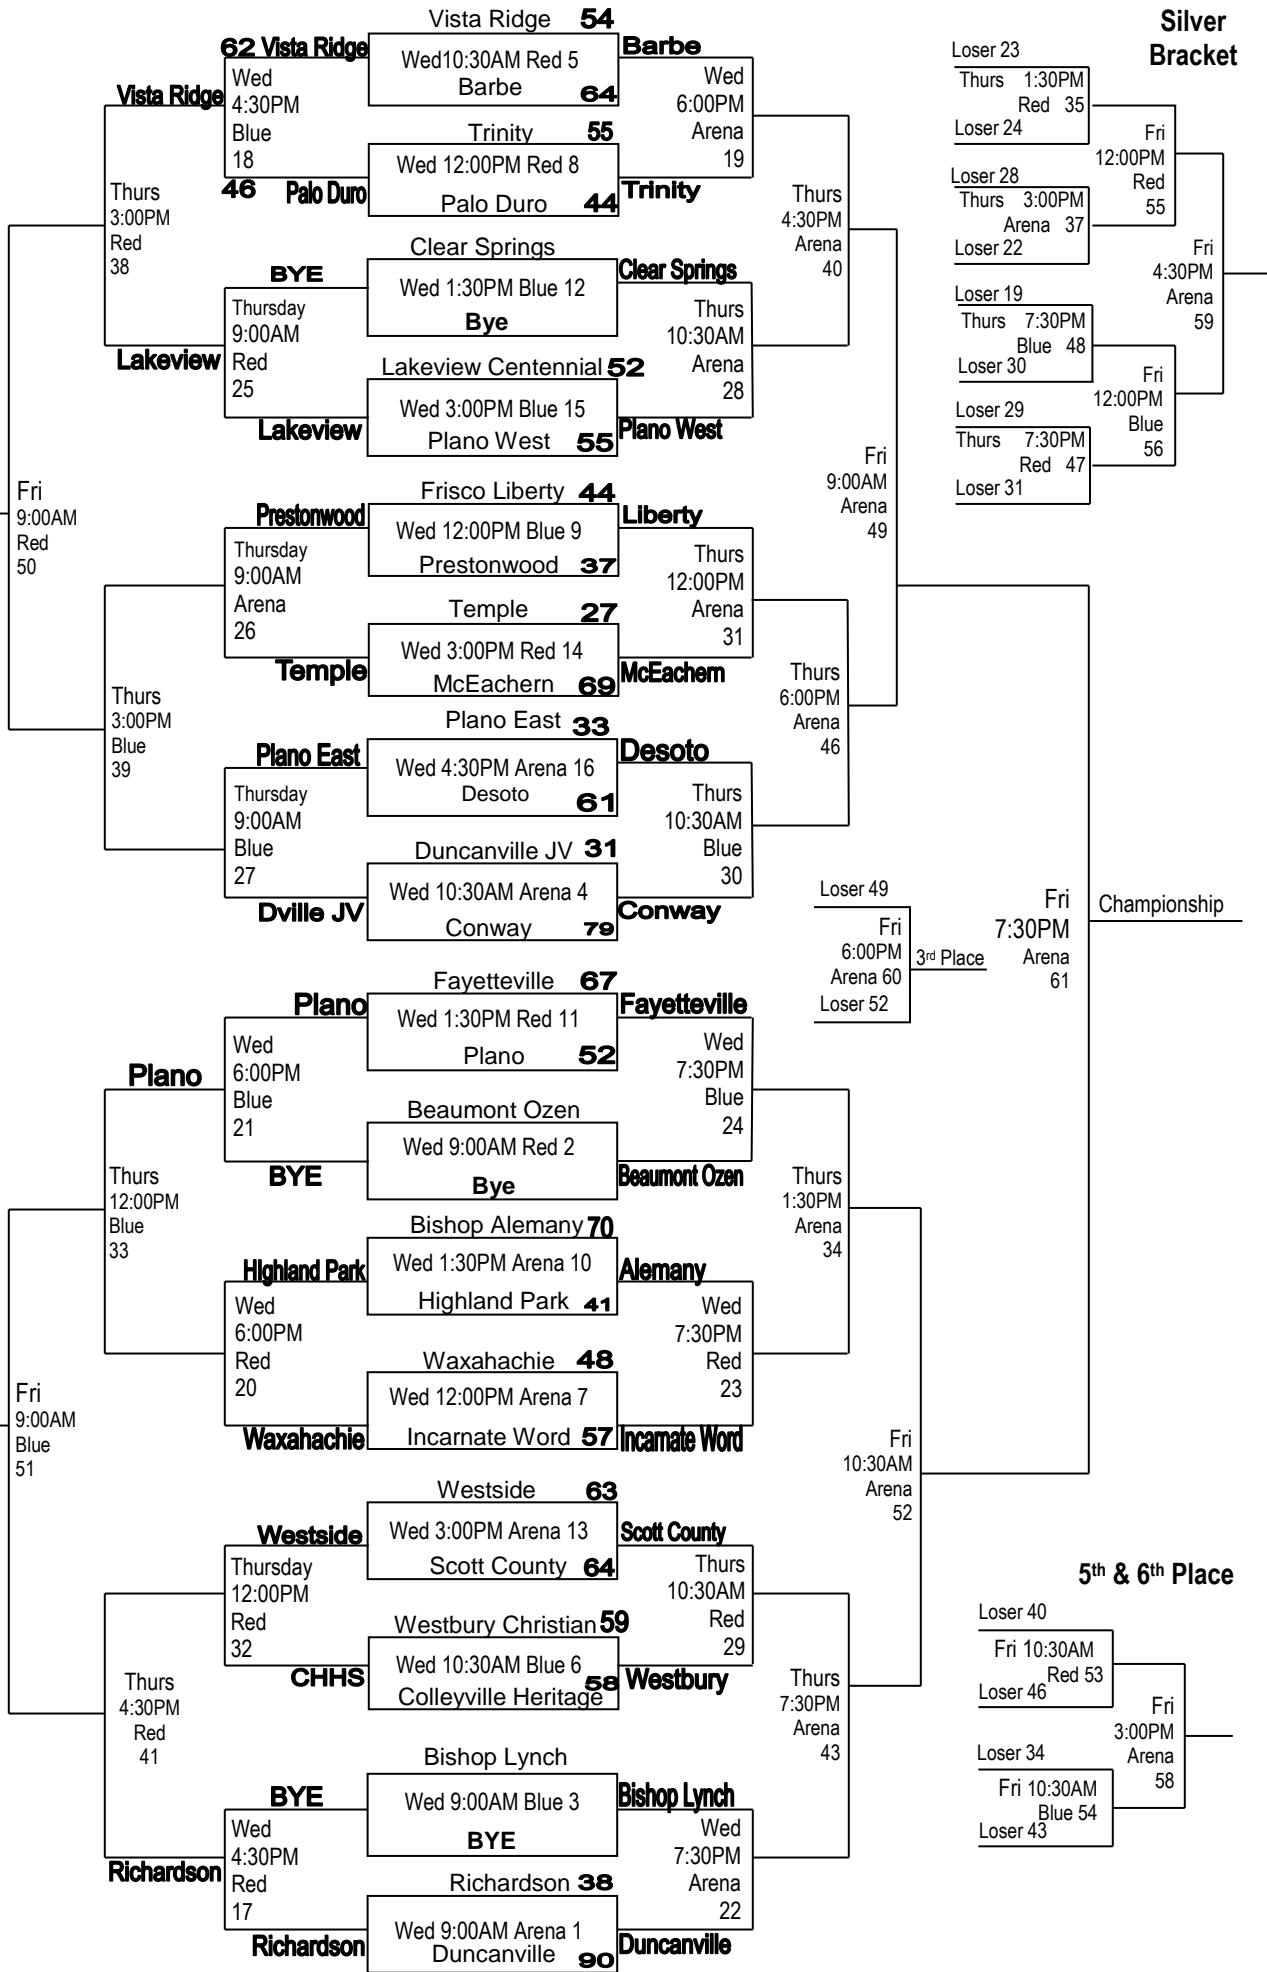 Silver
Bracket
Vista Ridge 54
Wed10:30AM Red 5
Barbe 64
Trinity 55
Wed 12:00PM Red 8
Palo Duro 44
Clear Springs
Wed 1:30PM Blue 12
Bye
Lakeview Centennial 52
Wed 3:00PM Blue 15
Plano West 55
Frisco Liberty 44
Wed 12:00PM Blue 9
Prestonwood 37
Temple 27
Wed 3:00PM Red 14
McEachern 69
Plano East 33
Wed 4:30PM Arena 16
Desoto 61
Duncanville JV 31
Wed 10:30AM Arena 4
Conway 79
Fayetteville 67
Wed 1:30PM Red 11
Plano 52
Beaumont Ozen
Wed 9:00AM Red 2
Bye
Bishop Alemany 70
Wed 1:30PM Arena 10
Highland Park 41
Waxahachie 48
Wed 12:00PM Arena 7
Incarnate Word 57
Westside 63
Wed 3:00PM Arena 13
Scott County 64
Westbury Christian 59
Wed 10:30AM Blue 6
58
Colleyville Heritage
Bishop Lynch
Wed 9:00AM Blue 3
BYE
Richardson 38
Wed 9:00AM Arena 1
Duncanville 90
62 Vista Ridge
Wed
4:30PM
Blue
18
46 Palo Duro
BYE
Thursday
9:00AM
Red
25
Lakeview
Prestonwood
Thursday
9:00AM
Arena
26
Temple
Plano East
Thursday
9:00AM
Blue
27
Dville JV
Plano
Wed
6:00PM
Blue
21
BYE
Highland Park
Wed
6:00PM
Red
20
Waxahachie
Westside
Thursday
12:00PM
Red
32
CHHS
BYE
Wed
4:30PM
Red
17
Richardson
Vista Ridge
Thurs
3:00PM
Red
38
Lakeview
Thurs
3:00PM
Blue
39
Plano
Thurs
12:00PM
Blue
33
Thurs
4:30PM
Red
41
Richardson
Fri
9:00AM
Red
50
Fri
9:00AM
Blue
51
Barbe
Wed
6:00PM
Arena
19
Trinity
Clear Springs
Thurs
10:30AM
Arena
28
Plano West
Liberty
Thurs
12:00PM
Arena
31
McEachern
Desoto
Thurs
10:30AM
Blue
30
Conway
Fayetteville
Wed
7:30PM
Blue
24
Beaumont Ozen
Alemany
Wed
7:30PM
Red
23
Incarnate Word
Scott County
Thurs
10:30AM
Red
29
Westbury
Bishop Lynch
Wed
7:30PM
Arena
22
Duncanville
Thurs
4:30PM
Arena
40
Thurs
6:00PM
Arena
46
Thurs
1:30PM
Arena
34
Thurs
7:30PM
Arena
43
Fri
9:00AM
Arena
49
Fri
10:30AM
Arena
52
Fri
7:30PM
Arena
61
Championship
Loser 49
Fri
6:00PM
Arena 60
Loser 52
3rd Place
Loser 23
Thurs 1:30PM
Red 35
Loser 24
Loser 28
Thurs 3:00PM
Arena 37
Loser 22
Loser 19
Thurs 7:30PM
Blue 48
Loser 30
Loser 29
Thurs 7:30PM
Red 47
Loser 31
Fri
12:00PM
Red
55
Fri
12:00PM
Blue
56
Fri
4:30PM
Arena
59
5th & 6th Place
Loser 40
Fri 10:30AM
Red 53
Loser 46
Loser 34
Fri 10:30AM
Blue 54
Loser 43
Fri
3:00PM
Arena
58